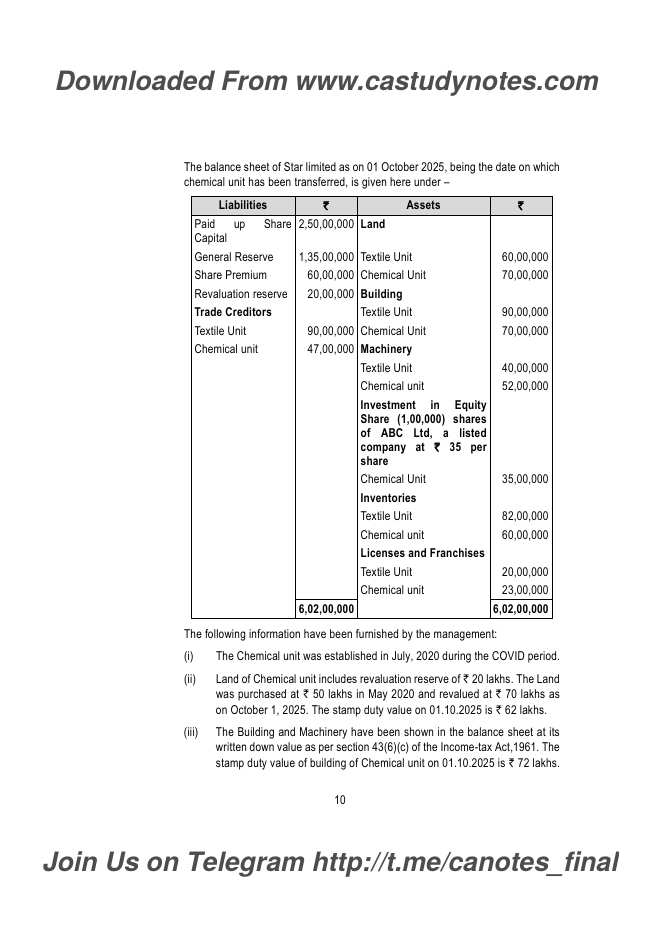 Downloaded From www.castudynotes.com
The balance sheet of Star limited as on 01 October 2025, being the date on which
chemical unit has been transferred, is given here under –
Liabilities ₹ Assets ₹
Paid up Share 2,50,00,000 Land
Capital
General Reserve 1,35,00,000 Textile Unit 60,00,000
Share Premium 60,00,000 Chemical Unit 70,00,000
Revaluation reserve 20,00,000 Building
Trade Creditors Textile Unit 90,00,000
Textile Unit 90,00,000 Chemical Unit 70,00,000
Chemical unit 47,00,000 Machinery
Textile Unit 40,00,000
Chemical unit 52,00,000
Investment in Equity
Share (1,00,000) shares
of ABC Ltd, a listed
company at ₹ 35 per
share
Chemical Unit 35,00,000
Inventories
Textile Unit 82,00,000
Chemical unit 60,00,000
Licenses and Franchises
Textile Unit 20,00,000
Chemical unit 23,00,000
6,02,00,000 6,02,00,000
The following information have been furnished by the management:
(i) The Chemical unit was established in July, 2020 during the COVID period.
(ii) Land of Chemical unit includes revaluation reserve of ₹ 20 lakhs. The Land
was purchased at ₹ 50 lakhs in May 2020 and revalued at ₹ 70 lakhs as
on October 1, 2025. The stamp duty value on 01.10.2025 is ₹ 62 lakhs.
(iii) The Building and Machinery have been shown in the balance sheet at its
written down value as per section 43(6)(c) of the Income-tax Act,1961. The
stamp duty value of building of Chemical unit on 01.10.2025 is ₹ 72 lakhs.
10
Join Us on Telegram http://t.me/canotes_final